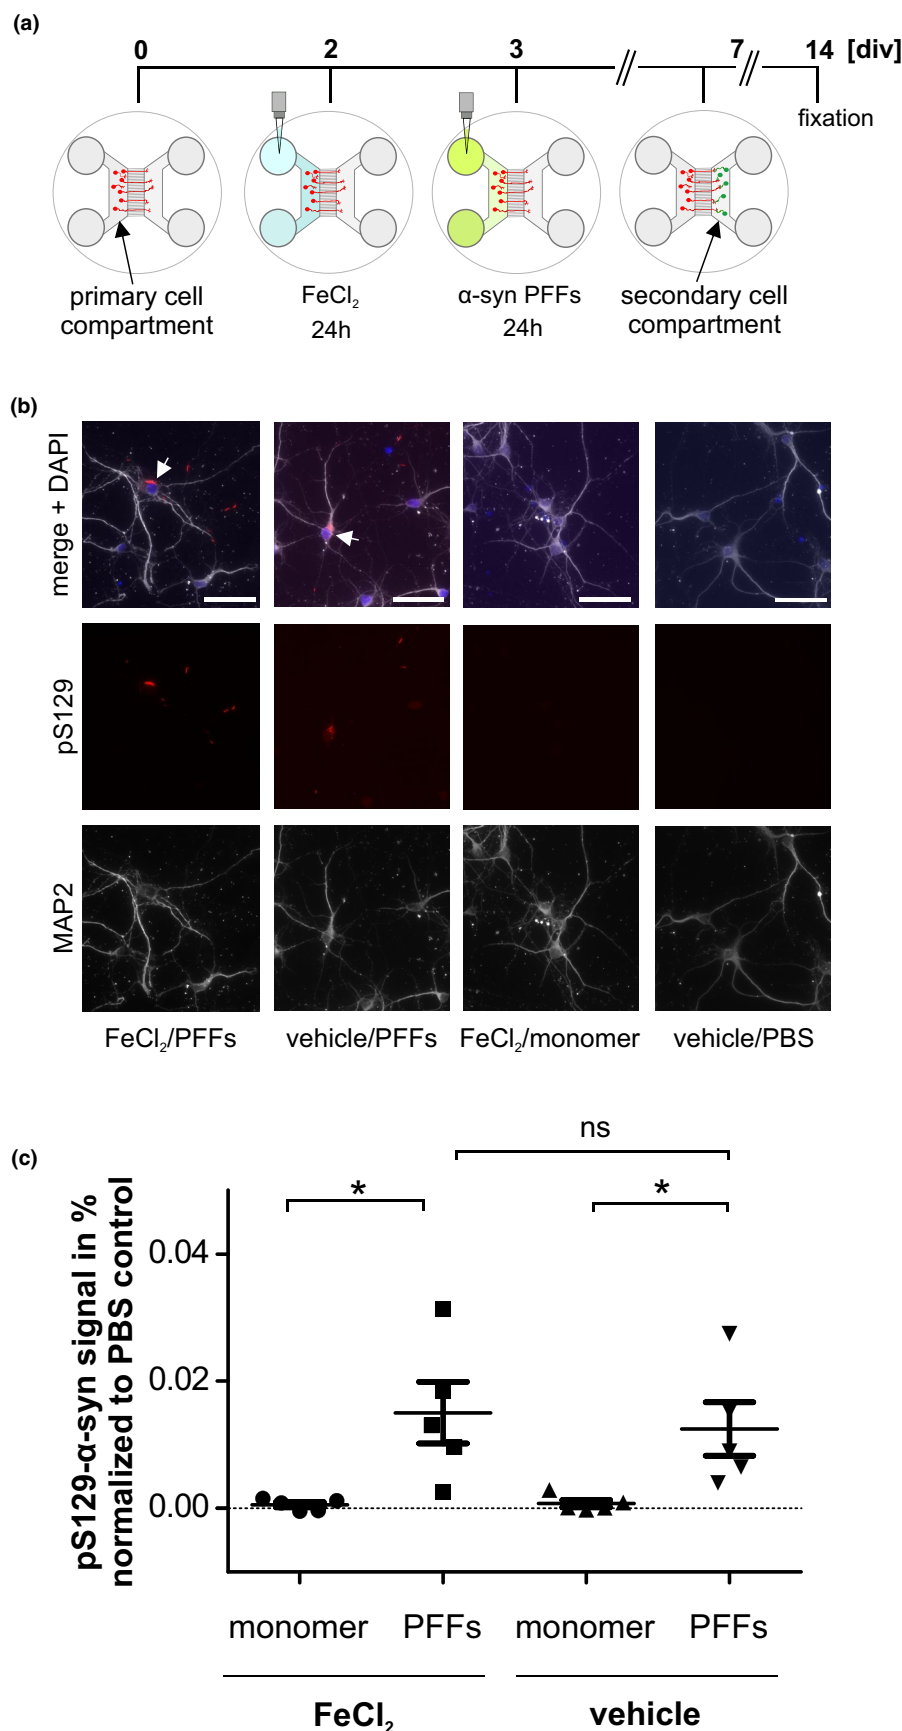 (a)
0 2 3 7 14 [div]
fixation
primary cell
compartment
FeCl₂
24h
α-syn PFFs
24h
secondary cell
compartment
(b)
merge + DAPI
pS129
MAP2
FeCl₂/PFFs vehicle/PFFs FeCl₂/monomer vehicle/PBS
(c)
ns
* *
pS129-α-syn signal in %
normalized to PBS control
0.04
0.02
0.00
monomer PFFs monomer PFFs
FeCl₂ vehicle